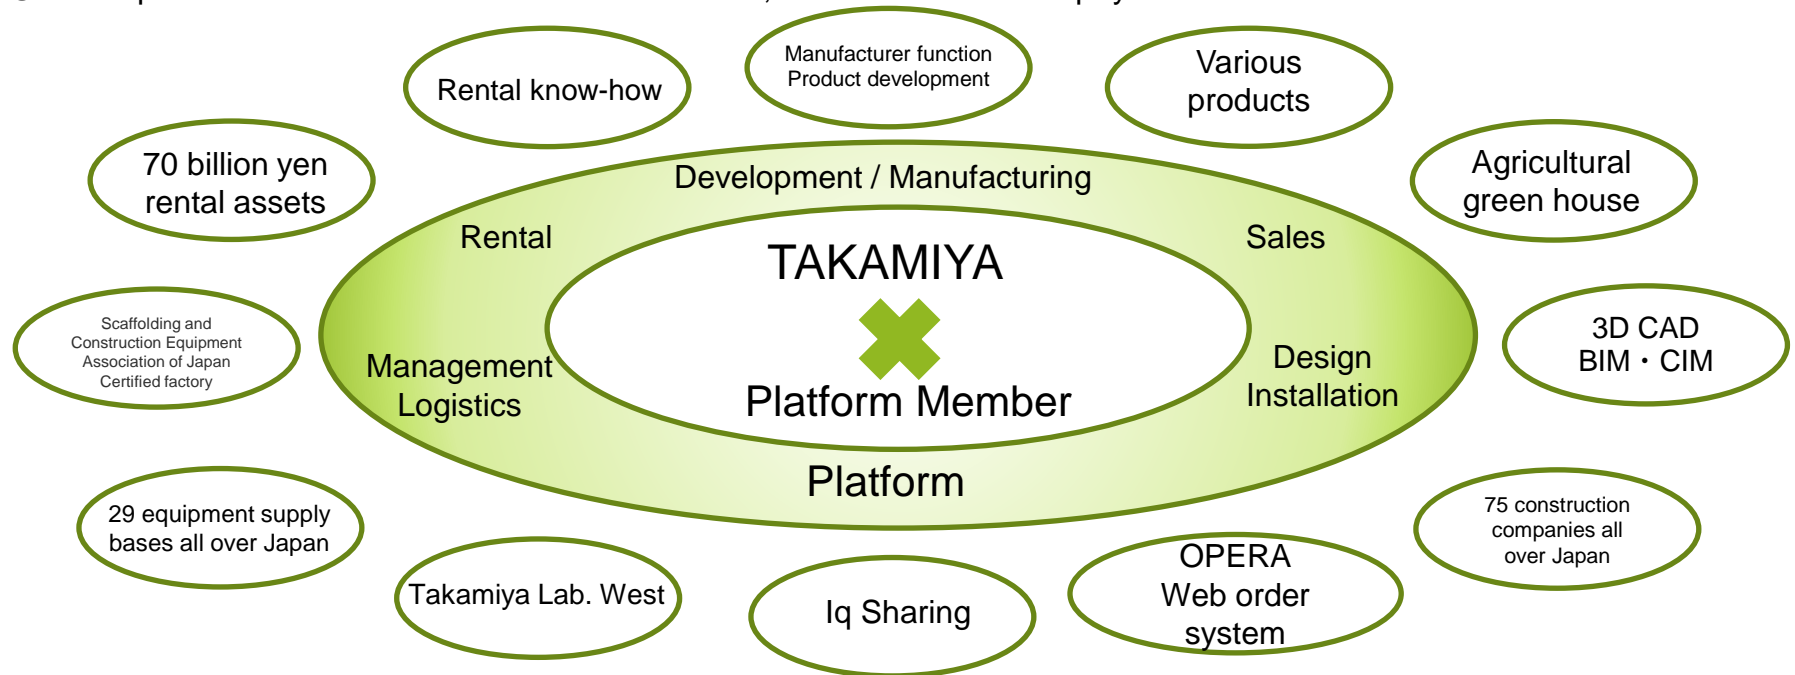 Manufacturer function
Product development
Rental know-how
Various
products
70 billion yen
rental assets
Development / Manufacturing
Agricultural
green house
Rental
Sales
TAKAMIYA
Scaffolding and
Construction Equipment
Association of Japan
Certified factory
3D CAD
BIM・CIM
Management
Logistics
Design
Installation
Platform Member
Platform
29 equipment supply
bases all over Japan
75 construction
companies all
over Japan
Takamiya Lab. West
Iq Sharing
OPERA
Web order
system